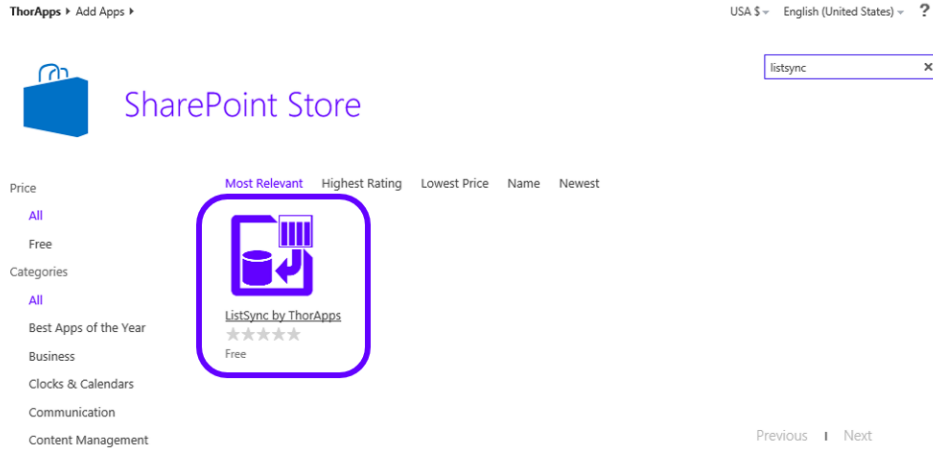 ThorApps Add Apps
USA $ English (United States) ?
listsync ×
SharePoint Store
Price
All
Free
Categories
All
Best Apps of the Year
Business
Clocks & Calendars
Communication
Content Management
Most Relevant Highest Rating Lowest Price Name Newest
ListSync by ThorApps
Free
Previous | Next